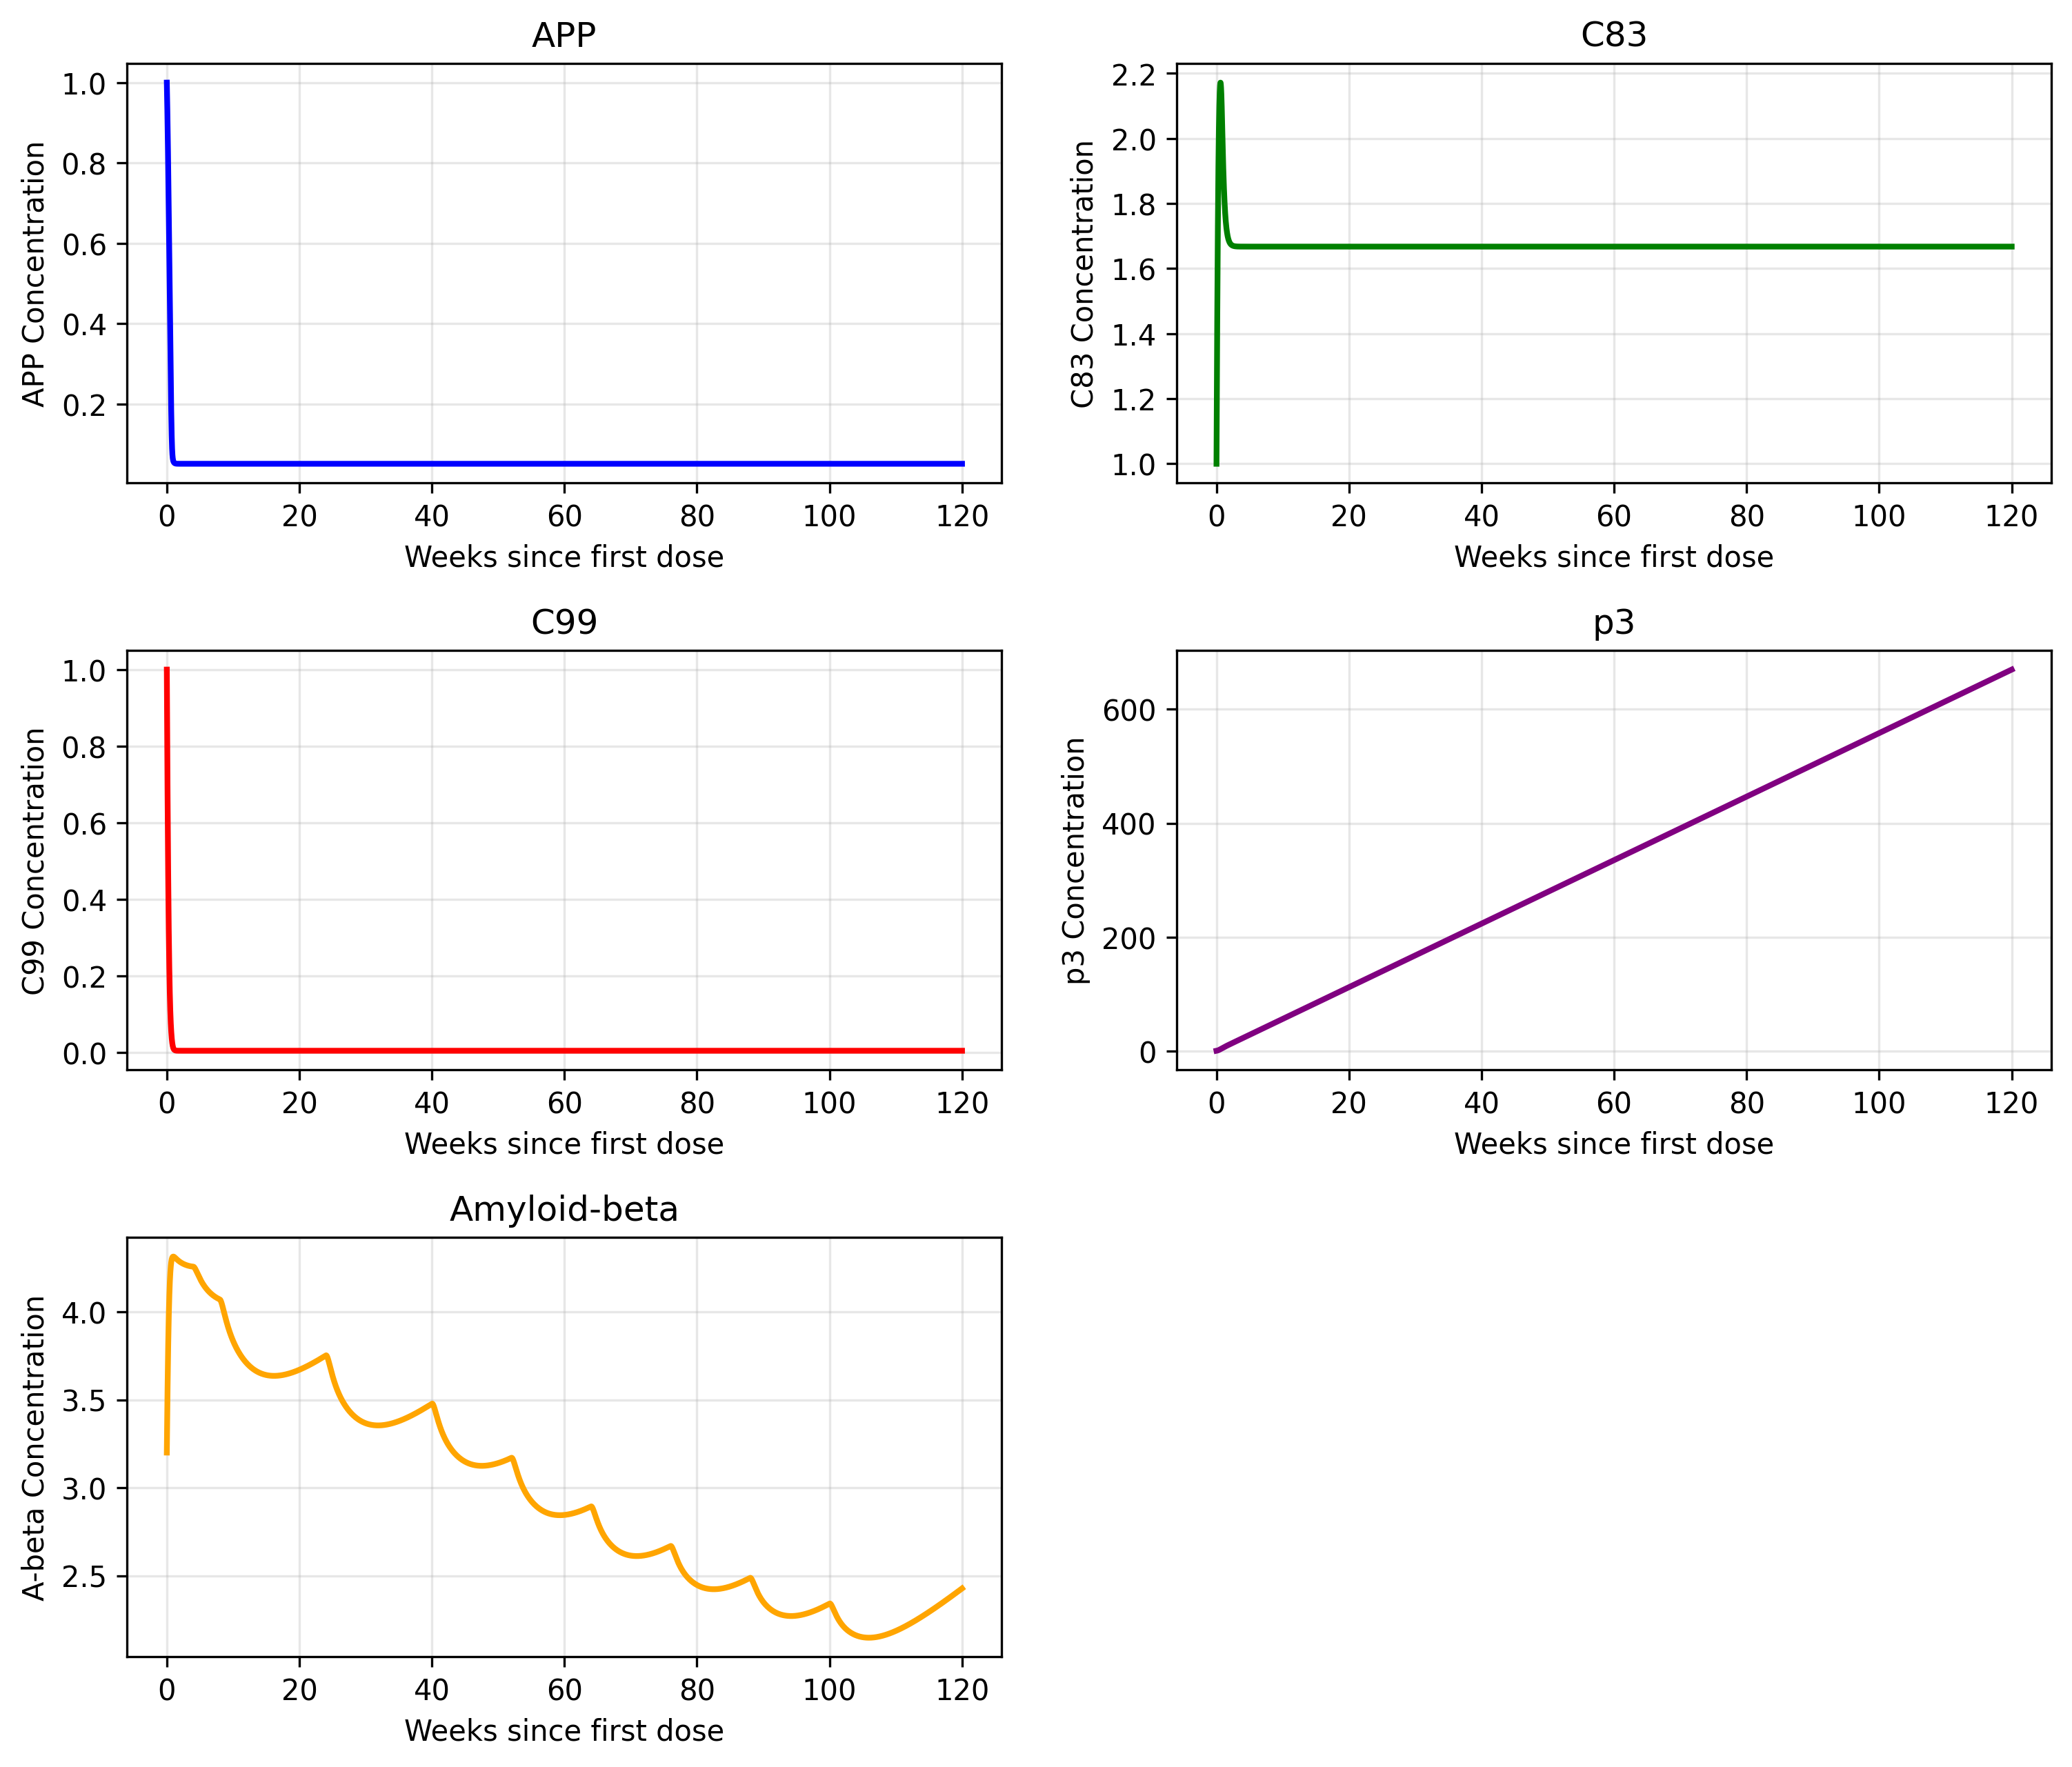 APP
APP Concentration
1.0
0.8
0.6
0.4
0.2
0 20 40 60 80 100 120
Weeks since first dose
C83
C83 Concentration
2.2
2.0
1.8
1.6
1.4
1.2
1.0
0 20 40 60 80 100 120
Weeks since first dose
C99
C99 Concentration
1.0
0.8
0.6
0.4
0.2
0.0
0 20 40 60 80 100 120
Weeks since first dose
p3
p3 Concentration
600
400
200
0
0 20 40 60 80 100 120
Weeks since first dose
Amyloid-beta
A-beta Concentration
4.0
3.5
3.0
2.5
0 20 40 60 80 100 120
Weeks since first dose